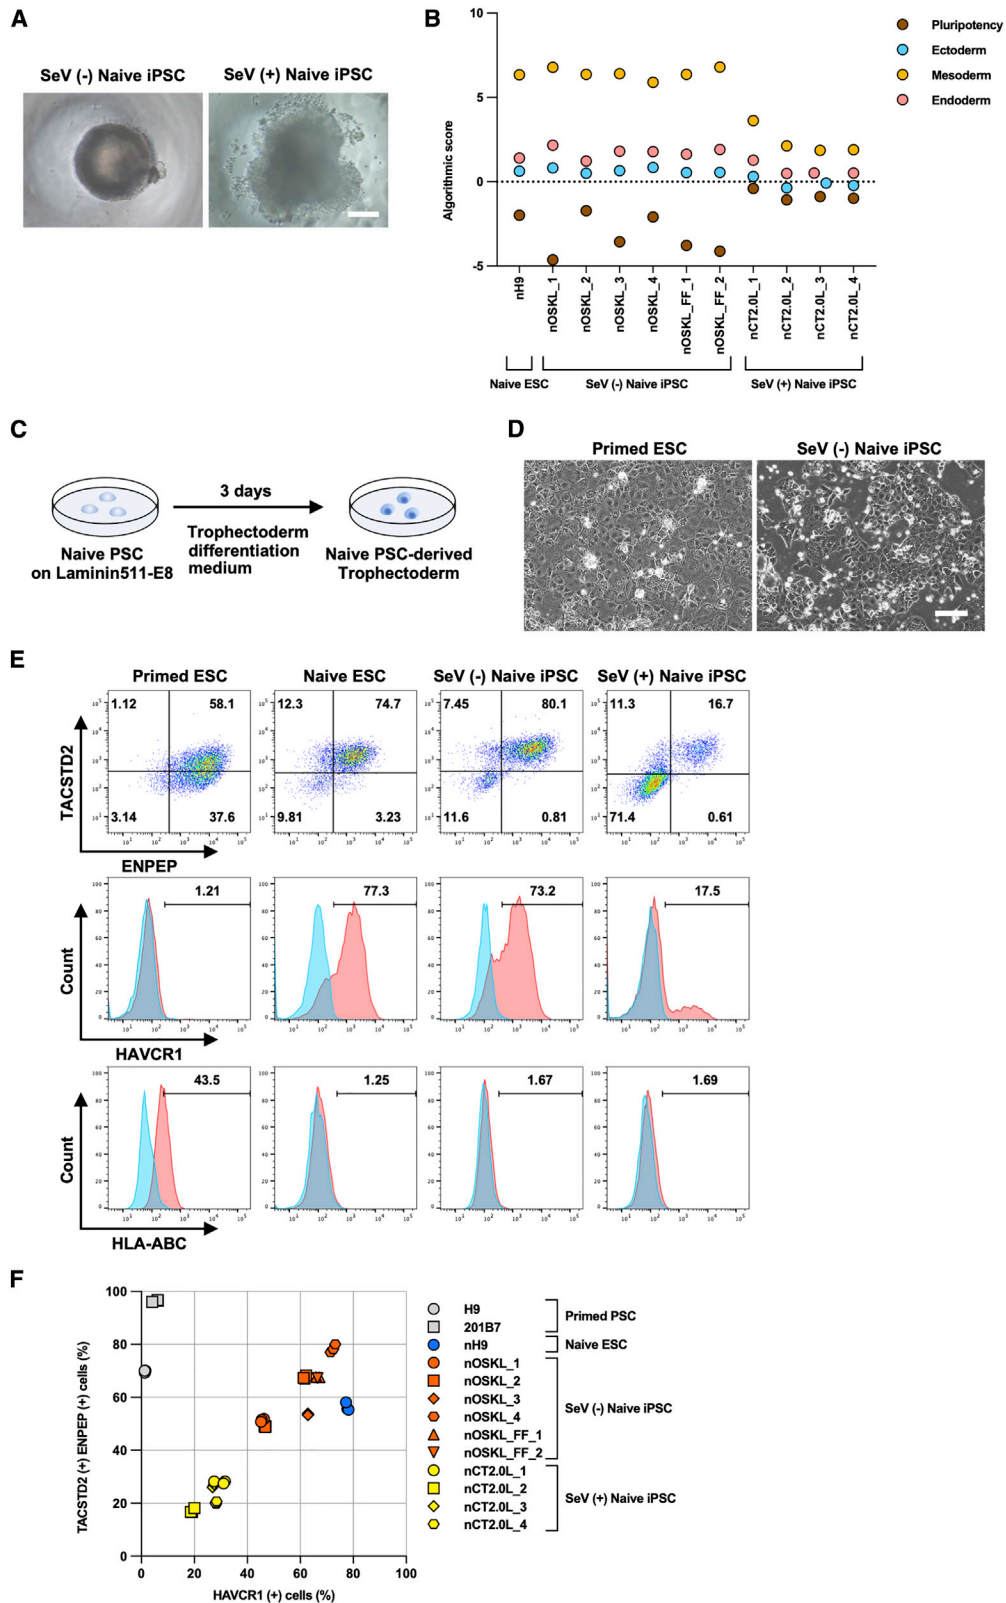 A
SeV (-) Naive iPSC
SeV (+) Naive iPSC
B
10
5
0
-5
Algorithmic score
Pluripotency
Ectoderm
Mesoderm
Endoderm
nH9
nOSKL_1
nOSKL_2
nOSKL_3
nOSKL_4
nOSKL_FF_1
nOSKL_FF_2
nCT2.0L_1
nCT2.0L_2
nCT2.0L_3
nCT2.0L_4
Naive ESC
SeV (-) Naive iPSC
SeV (+) Naive iPSC
C
3 days
Trophectoderm
differentiation
medium
Naive PSC
on Laminin511-E8
Naive PSC-derived
Trophectoderm
D
Primed ESC
SeV (-) Naive iPSC
E
Primed ESC
Naive ESC
SeV (-) Naive iPSC
SeV (+) Naive iPSC
1.12 58.1
3.14 37.6
12.3 74.7
9.81 3.23
7.45 80.1
11.6 0.81
11.3 16.7
71.4 0.61
TACSTD2
ENPEP
1.21
77.3
73.2
17.5
Count
HAVCR1
43.5
1.25
1.67
1.69
Count
HLA-ABC
F
100
80
60
40
20
0
TACSTD2 (+) ENPEP (+) cells (%)
0 20 40 60 80 100
HAVCR1 (+) cells (%)
H9
201B7
nH9
nOSKL_1
nOSKL_2
nOSKL_3
nOSKL_4
nOSKL_FF_1
nOSKL_FF_2
nCT2.0L_1
nCT2.0L_2
nCT2.0L_3
nCT2.0L_4
Primed PSC
Naive ESC
SeV (-) Naive iPSC
SeV (+) Naive iPSC